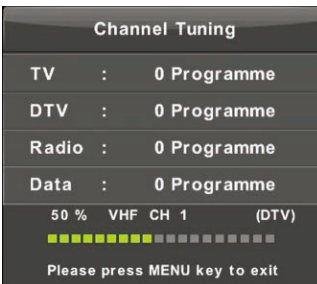 Channel Tuning
TV : 0 Programme
DTV : 0 Programme
Radio : 0 Programme
Data : 0 Programme
50 % VHF CH 1 (DTV)
Please press MENU key to exit